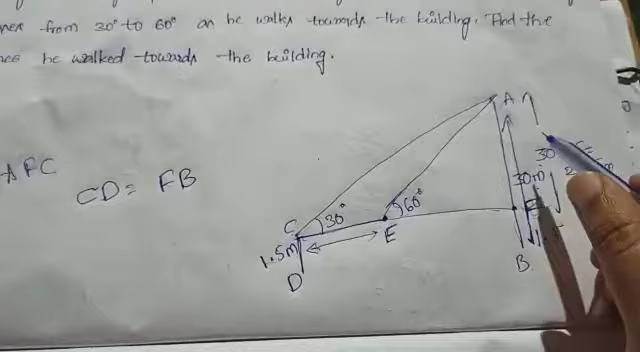 from 30° to 60° as he walks towards the building. Find the
he walked towards the building.
A
AFC
CD = FB
30
30m
C 30° 60°
E
1.5m
D
B